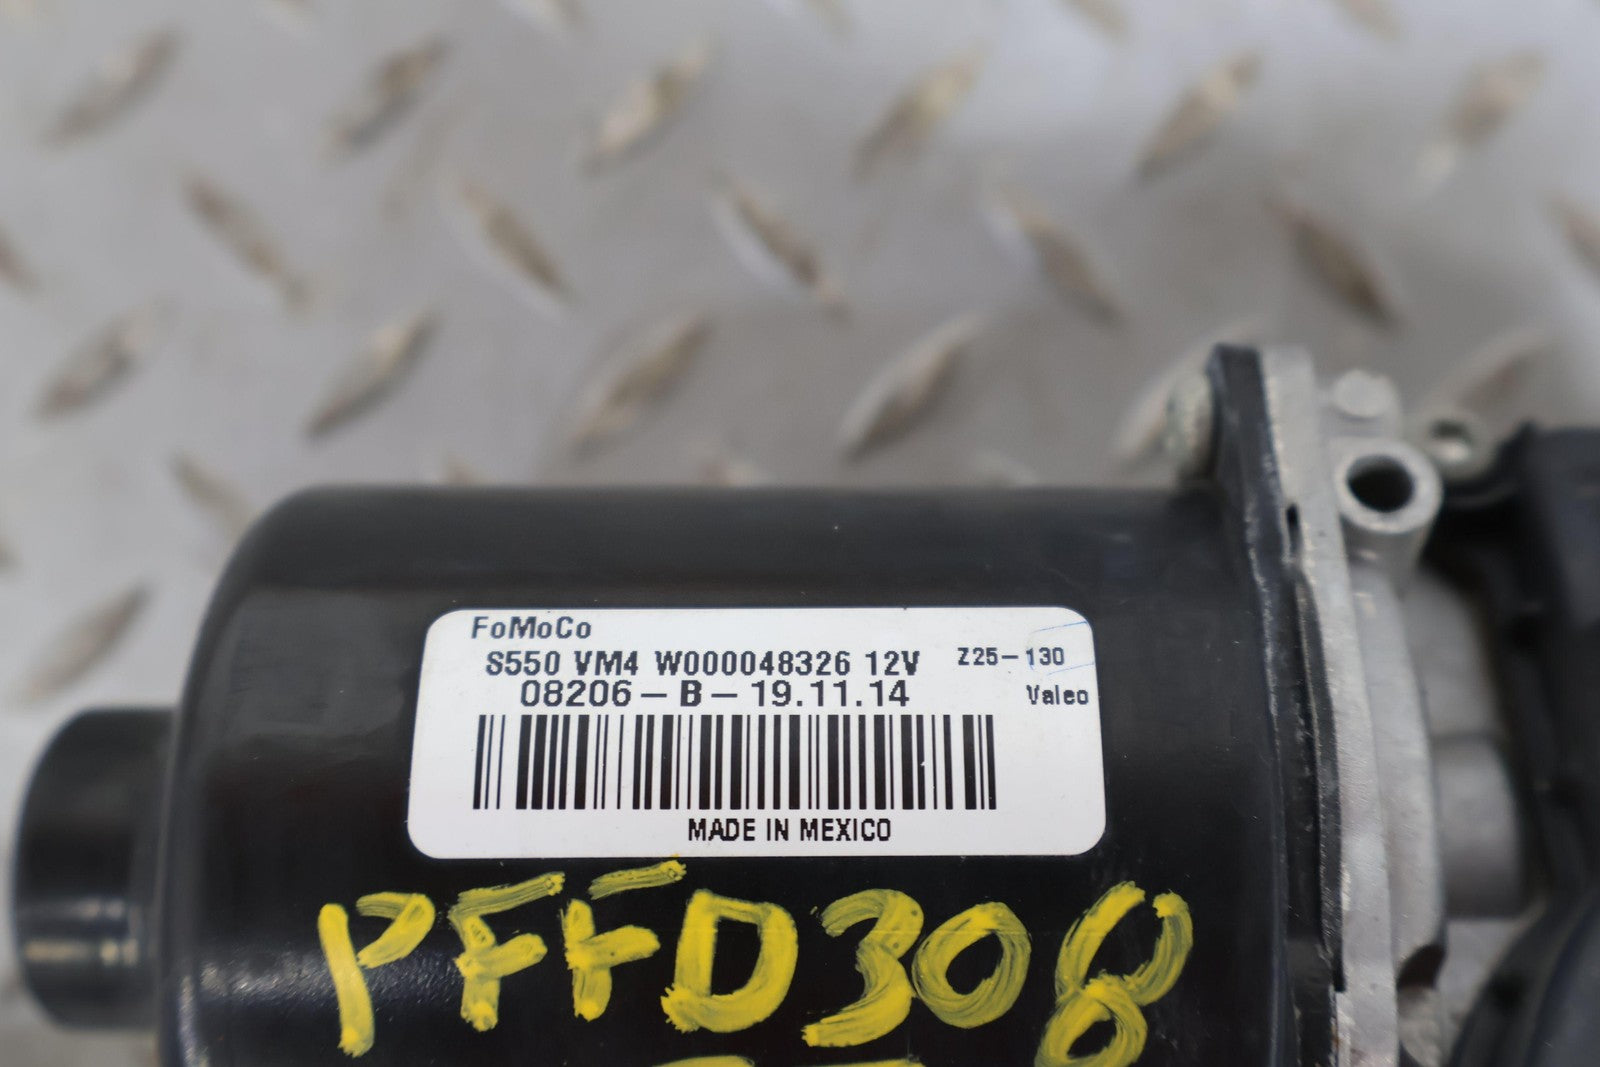 FoMoCo
S550 VM4 W000048326 12V Z25-130
08206-B-19.11.14 Valeo
MADE IN MEXICO
PFFD308